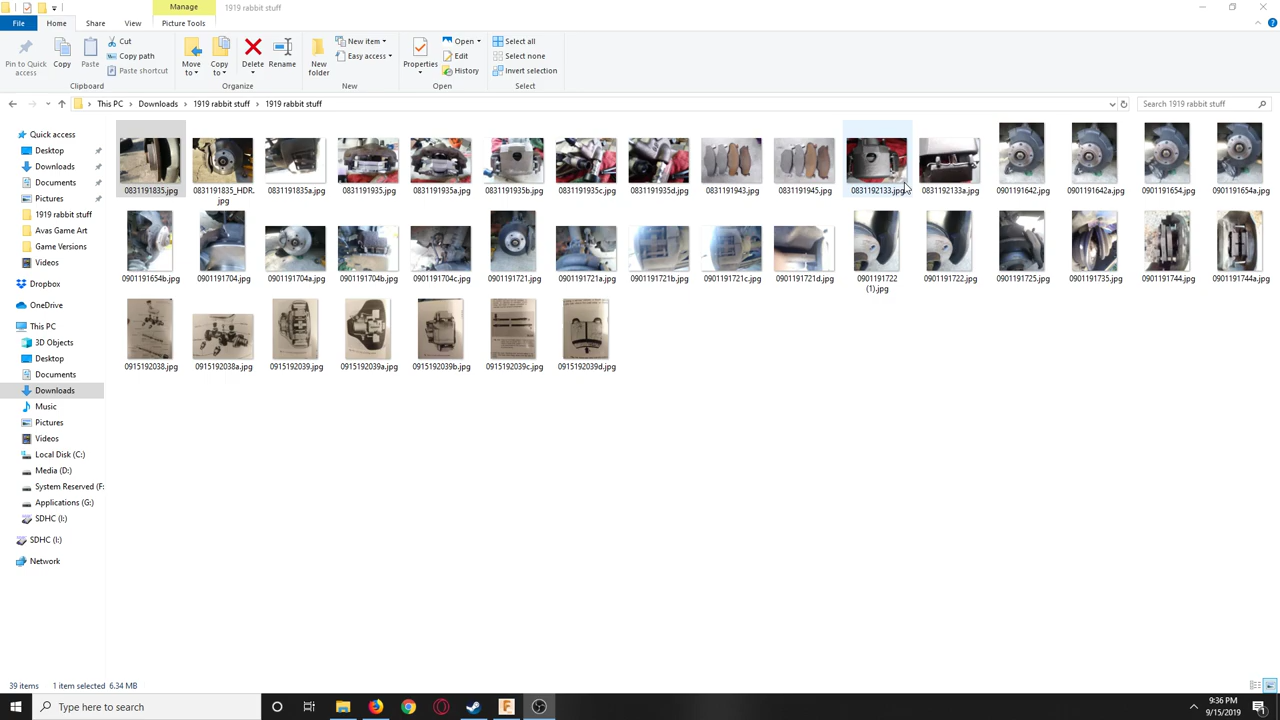 Manage
1919 rabbit stuff
File
Home
Share
View
Picture Tools
Pin to Quick access
Copy
Paste
Cut
Copy path
Paste shortcut
Clipboard
Move to
Copy to
Delete
Rename
Organize
New folder
New item
Easy access
New
Properties
Open
Edit
History
Open
Select all
Select none
Invert selection
Select
This PC
Downloads
1919 rabbit stuff
1919 rabbit stuff
Search 1919 rabbit stuff
Quick access
Desktop
Downloads
Documents
Pictures
1919 rabbit stuff
Avas Game Art
Game Versions
Videos
Dropbox
OneDrive
This PC
3D Objects
Desktop
Documents
Downloads
Music
Pictures
Videos
Local Disk (C:)
Media (D:)
System Reserved (F:
Applications (G:)
SDHC (I:)
SDHC (I:)
Network
0831191835.jpg
0831191835_HDR.jpg
0831191835a.jpg
0831191935.jpg
0831191935a.jpg
0831191935b.jpg
0831191935c.jpg
0831191935d.jpg
0831191943.jpg
0831191945.jpg
0831192133.jpg
0831192133a.jpg
0901191642.jpg
0901191642a.jpg
0901191654.jpg
0901191654a.jpg
0901191654b.jpg
0901191704.jpg
0901191704a.jpg
0901191704b.jpg
0901191704c.jpg
0901191721.jpg
0901191721a.jpg
0901191721b.jpg
0901191721c.jpg
0901191721d.jpg
0901191722 (1).jpg
0901191722.jpg
0901191725.jpg
0901191735.jpg
0901191744.jpg
0901191744a.jpg
0915192038.jpg
0915192038a.jpg
0915192039.jpg
0915192039a.jpg
0915192039b.jpg
0915192039c.jpg
0915192039d.jpg
39 items
1 item selected 6.34 MB
Type here to search
9:36 PM
9/15/2019
1